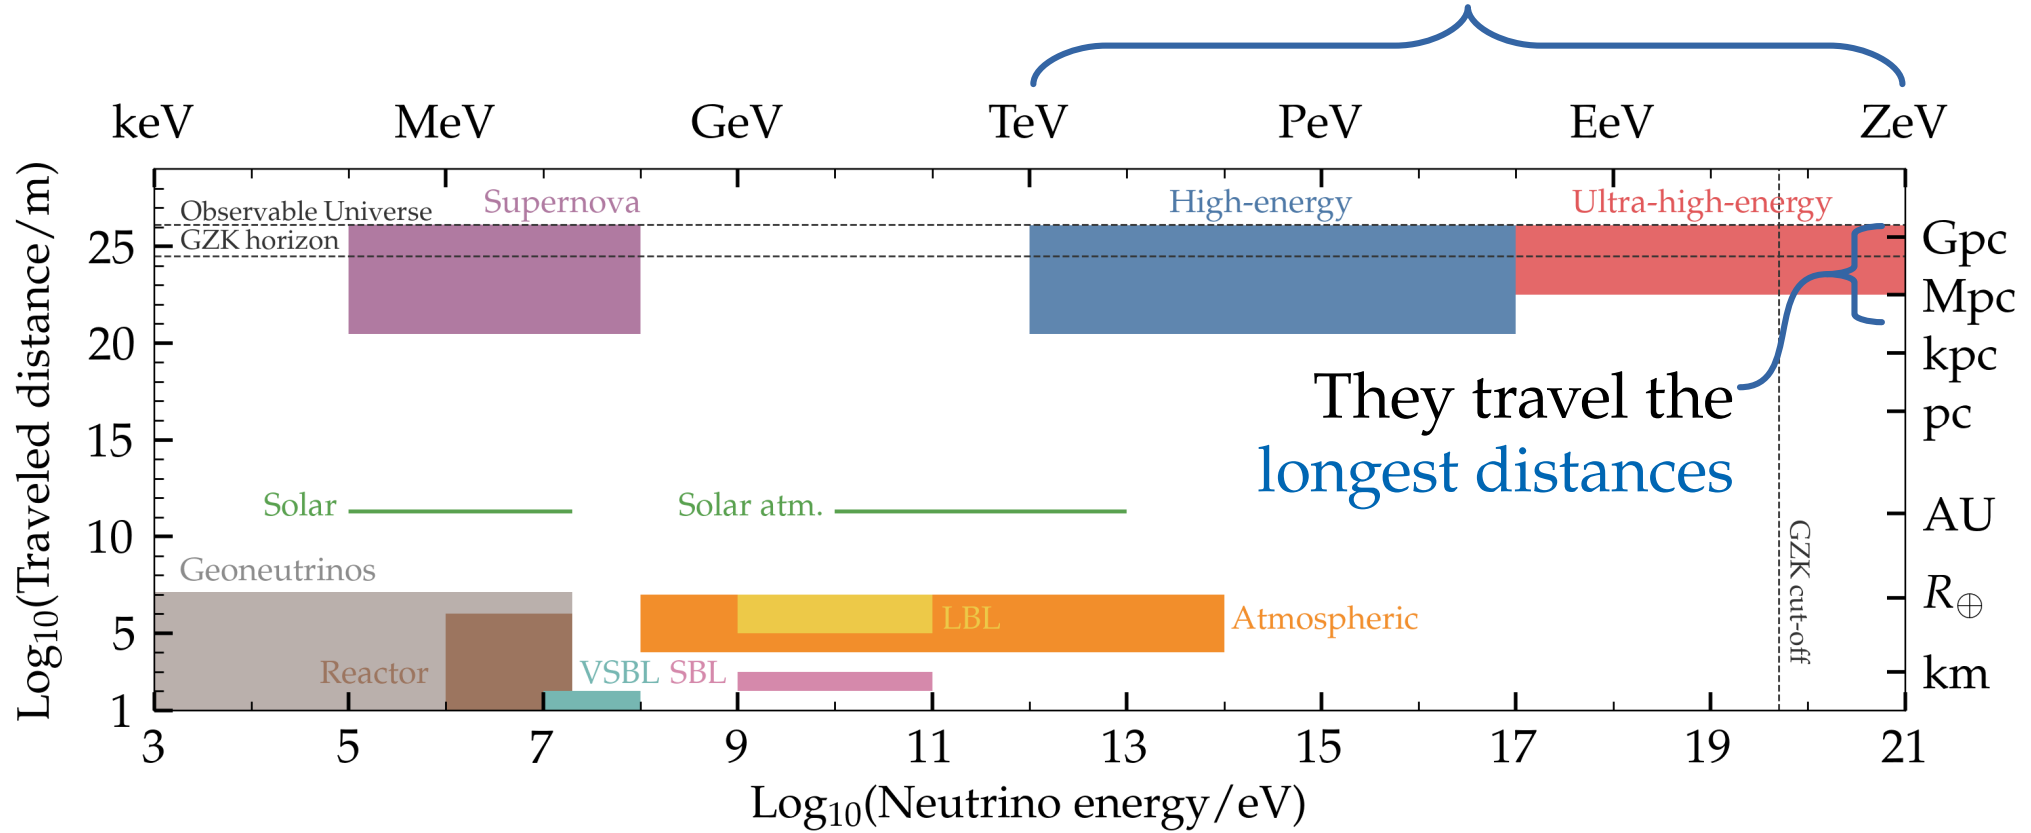 keV MeV GeV TeV PeV EeV ZeV
Log₁₀(Traveled distance/m)
25
20
15
10
5
1
Observable Universe
GZK horizon
Supernova
High-energy
Ultra-high-energy
Gpc
Mpc
kpc
pc
AU
R⊕
km
They travel the
longest distances
Solar
Solar atm.
GZK cut-off
Geoneutrinos
LBL
Atmospheric
Reactor
VSBL
SBL
3 5 7 9 11 13 15 17 19 21
Log₁₀(Neutrino energy/eV)